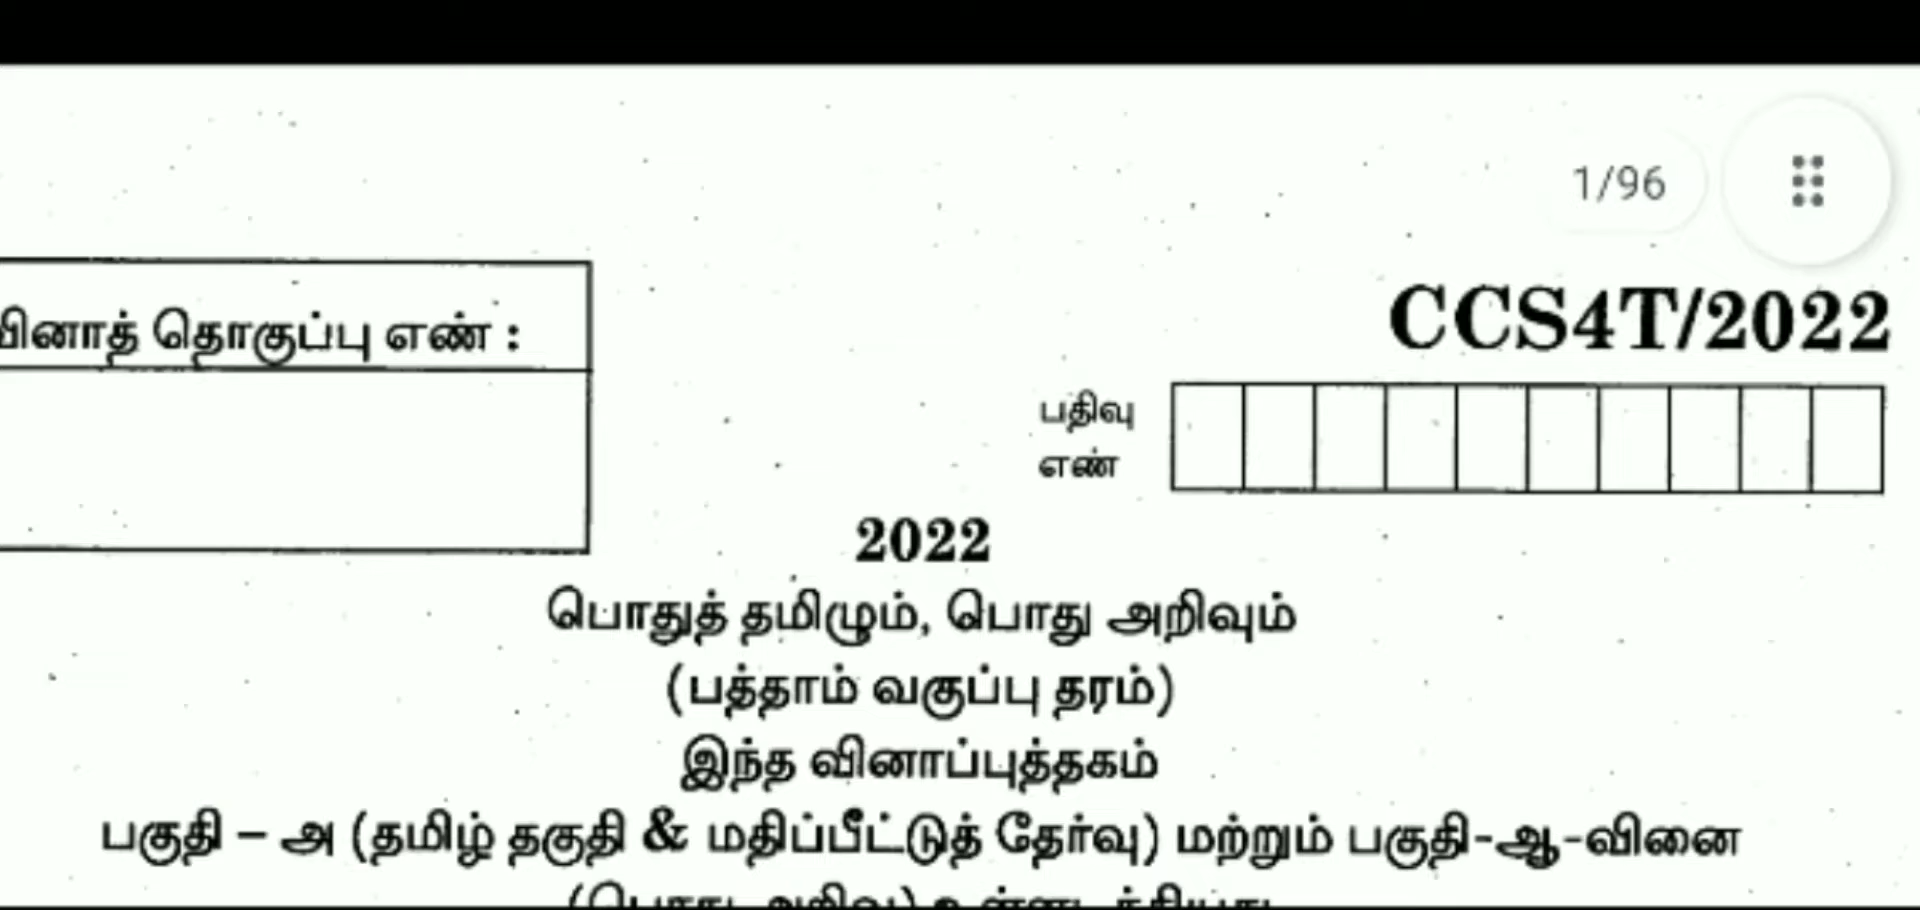 1/96
CCS4T/2022
வினாத் தொகுப்பு எண் :
பதிவு
எண்
2022
பொதுத் தமிழும், பொது அறிவும்
(பத்தாம் வகுப்பு தரம்)
இந்த வினாப்புத்தகம்
பகுதி – அ (தமிழ் தகுதி & மதிப்பீட்டுத் தேர்வு) மற்றும் பகுதி-ஆ-வினை